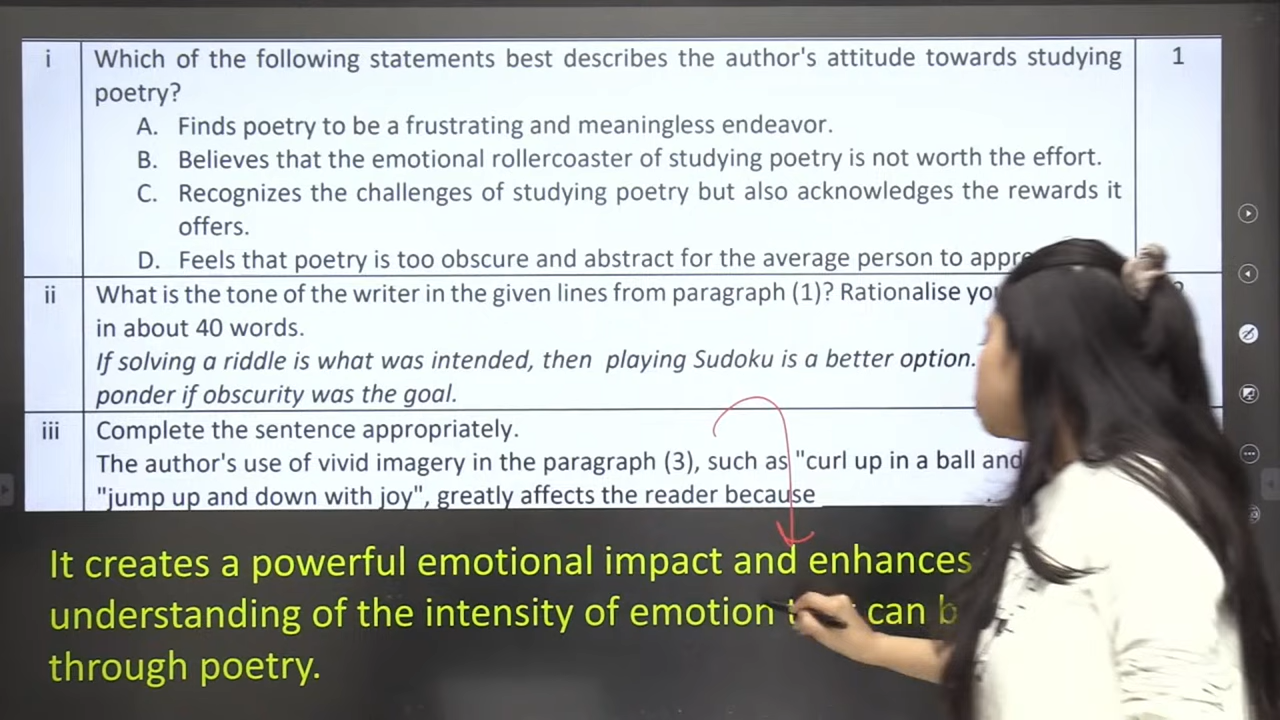 i
Which of the following statements best describes the author's attitude towards studying
1
poetry?
A. Finds poetry to be a frustrating and meaningless endeavor.
B. Believes that the emotional rollercoaster of studying poetry is not worth the effort.
C. Recognizes the challenges of studying poetry but also acknowledges the rewards it
offers.
D. Feels that poetry is too obscure and abstract for the average person to
ii
What is the tone of the writer in the given lines from paragraph (1)? Rationalise
in about 40 words.
If solving a riddle is what was intended, then playing Sudoku is a better option.
ponder if obscurity was the goal.
iii
Complete the sentence appropriately.
The author's use of vivid imagery in the paragraph (3), such as "curl up in a ball and
"jump up and down with joy", greatly affects the reader because
It creates a powerful emotional impact and enhances
understanding of the intensity of emotion can
through poetry.